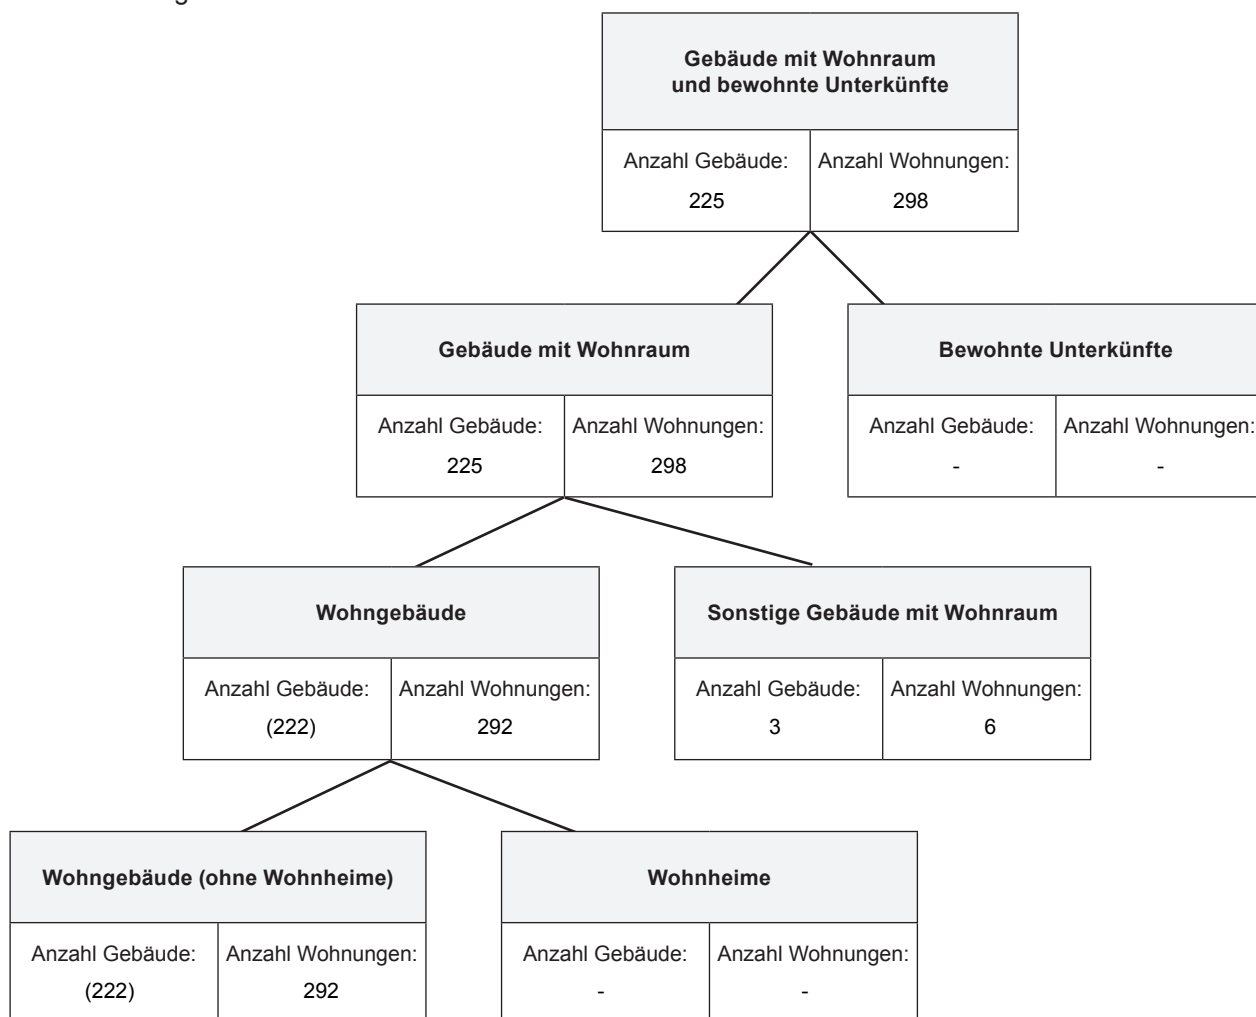 Gebäude mit Wohnraum
und bewohnte Unterkünfte
Anzahl Gebäude: Anzahl Wohnungen:
225 298
Gebäude mit Wohnraum
Anzahl Gebäude: Anzahl Wohnungen:
225 298
Bewohnte Unterkünfte
Anzahl Gebäude: Anzahl Wohnungen:
- -
Wohngebäude
Anzahl Gebäude: Anzahl Wohnungen:
(222) 292
Sonstige Gebäude mit Wohnraum
Anzahl Gebäude: Anzahl Wohnungen:
3 6
Wohngebäude (ohne Wohnheime)
Anzahl Gebäude: Anzahl Wohnungen:
(222) 292
Wohnheime
Anzahl Gebäude: Anzahl Wohnungen:
- -